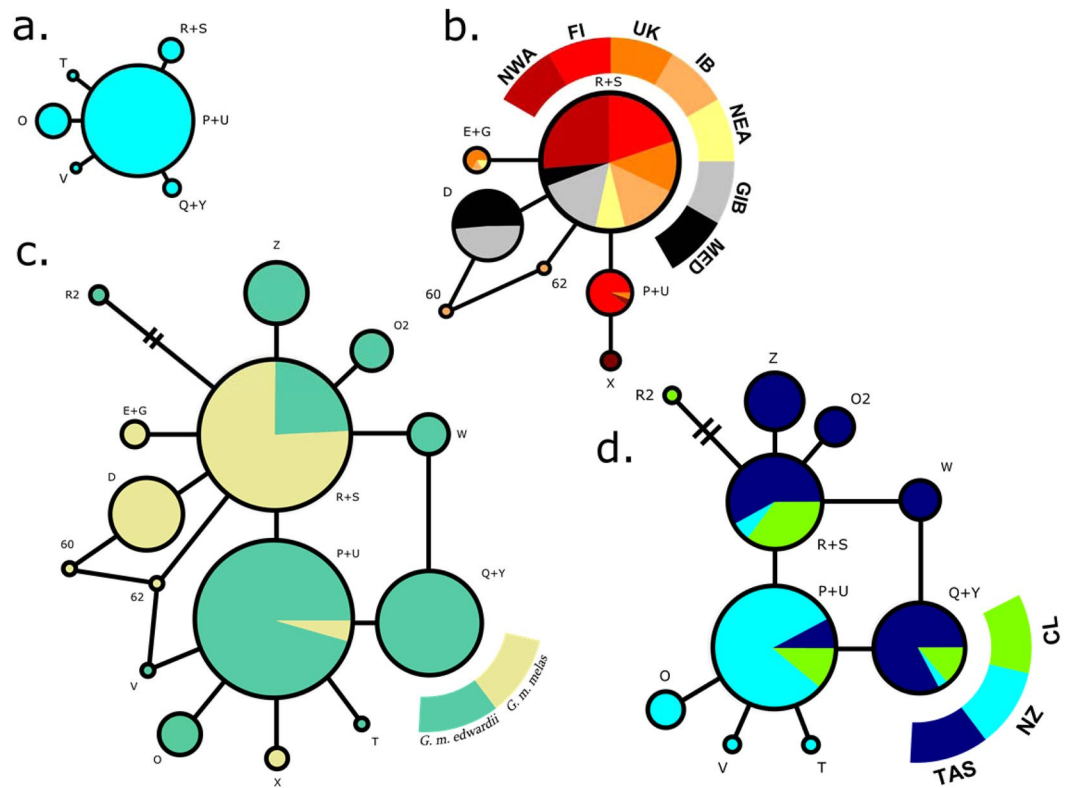 a.
R+S
T
O
P+U
V
Q+Y
b.
NWA
FI
UK
IB
NEA
GIB
MED
R+S
E+G
D
60
62
P+U
X
c.
Z
R2
O2
E+G
W
D
R+S
60
62
P+U
Q+Y
V
O
X
T
G. m. edwardii
G. m. melas
d.
Z
R2
O2
W
R+S
P+U
Q+Y
O
V
T
CL
NZ
TAS